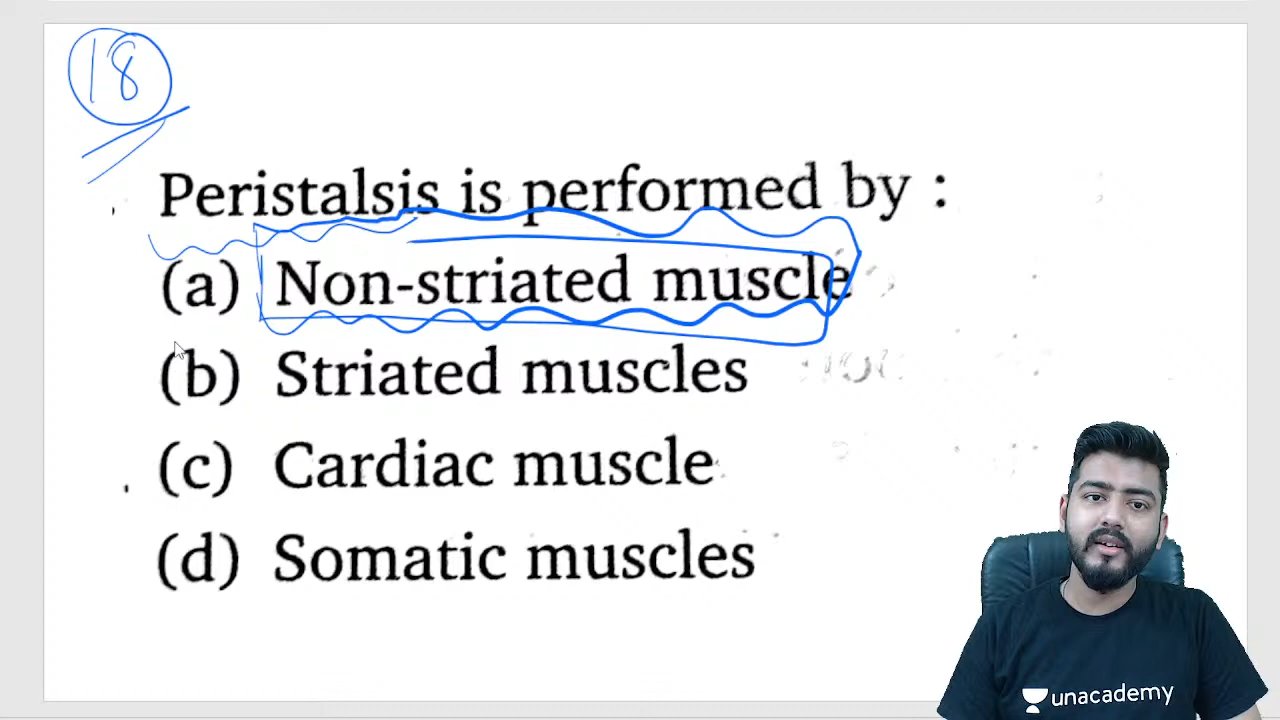 18
Peristalsis is performed by :
(a) Non-striated muscle
(b) Striated muscles
(c) Cardiac muscle
(d) Somatic muscles
unacademy